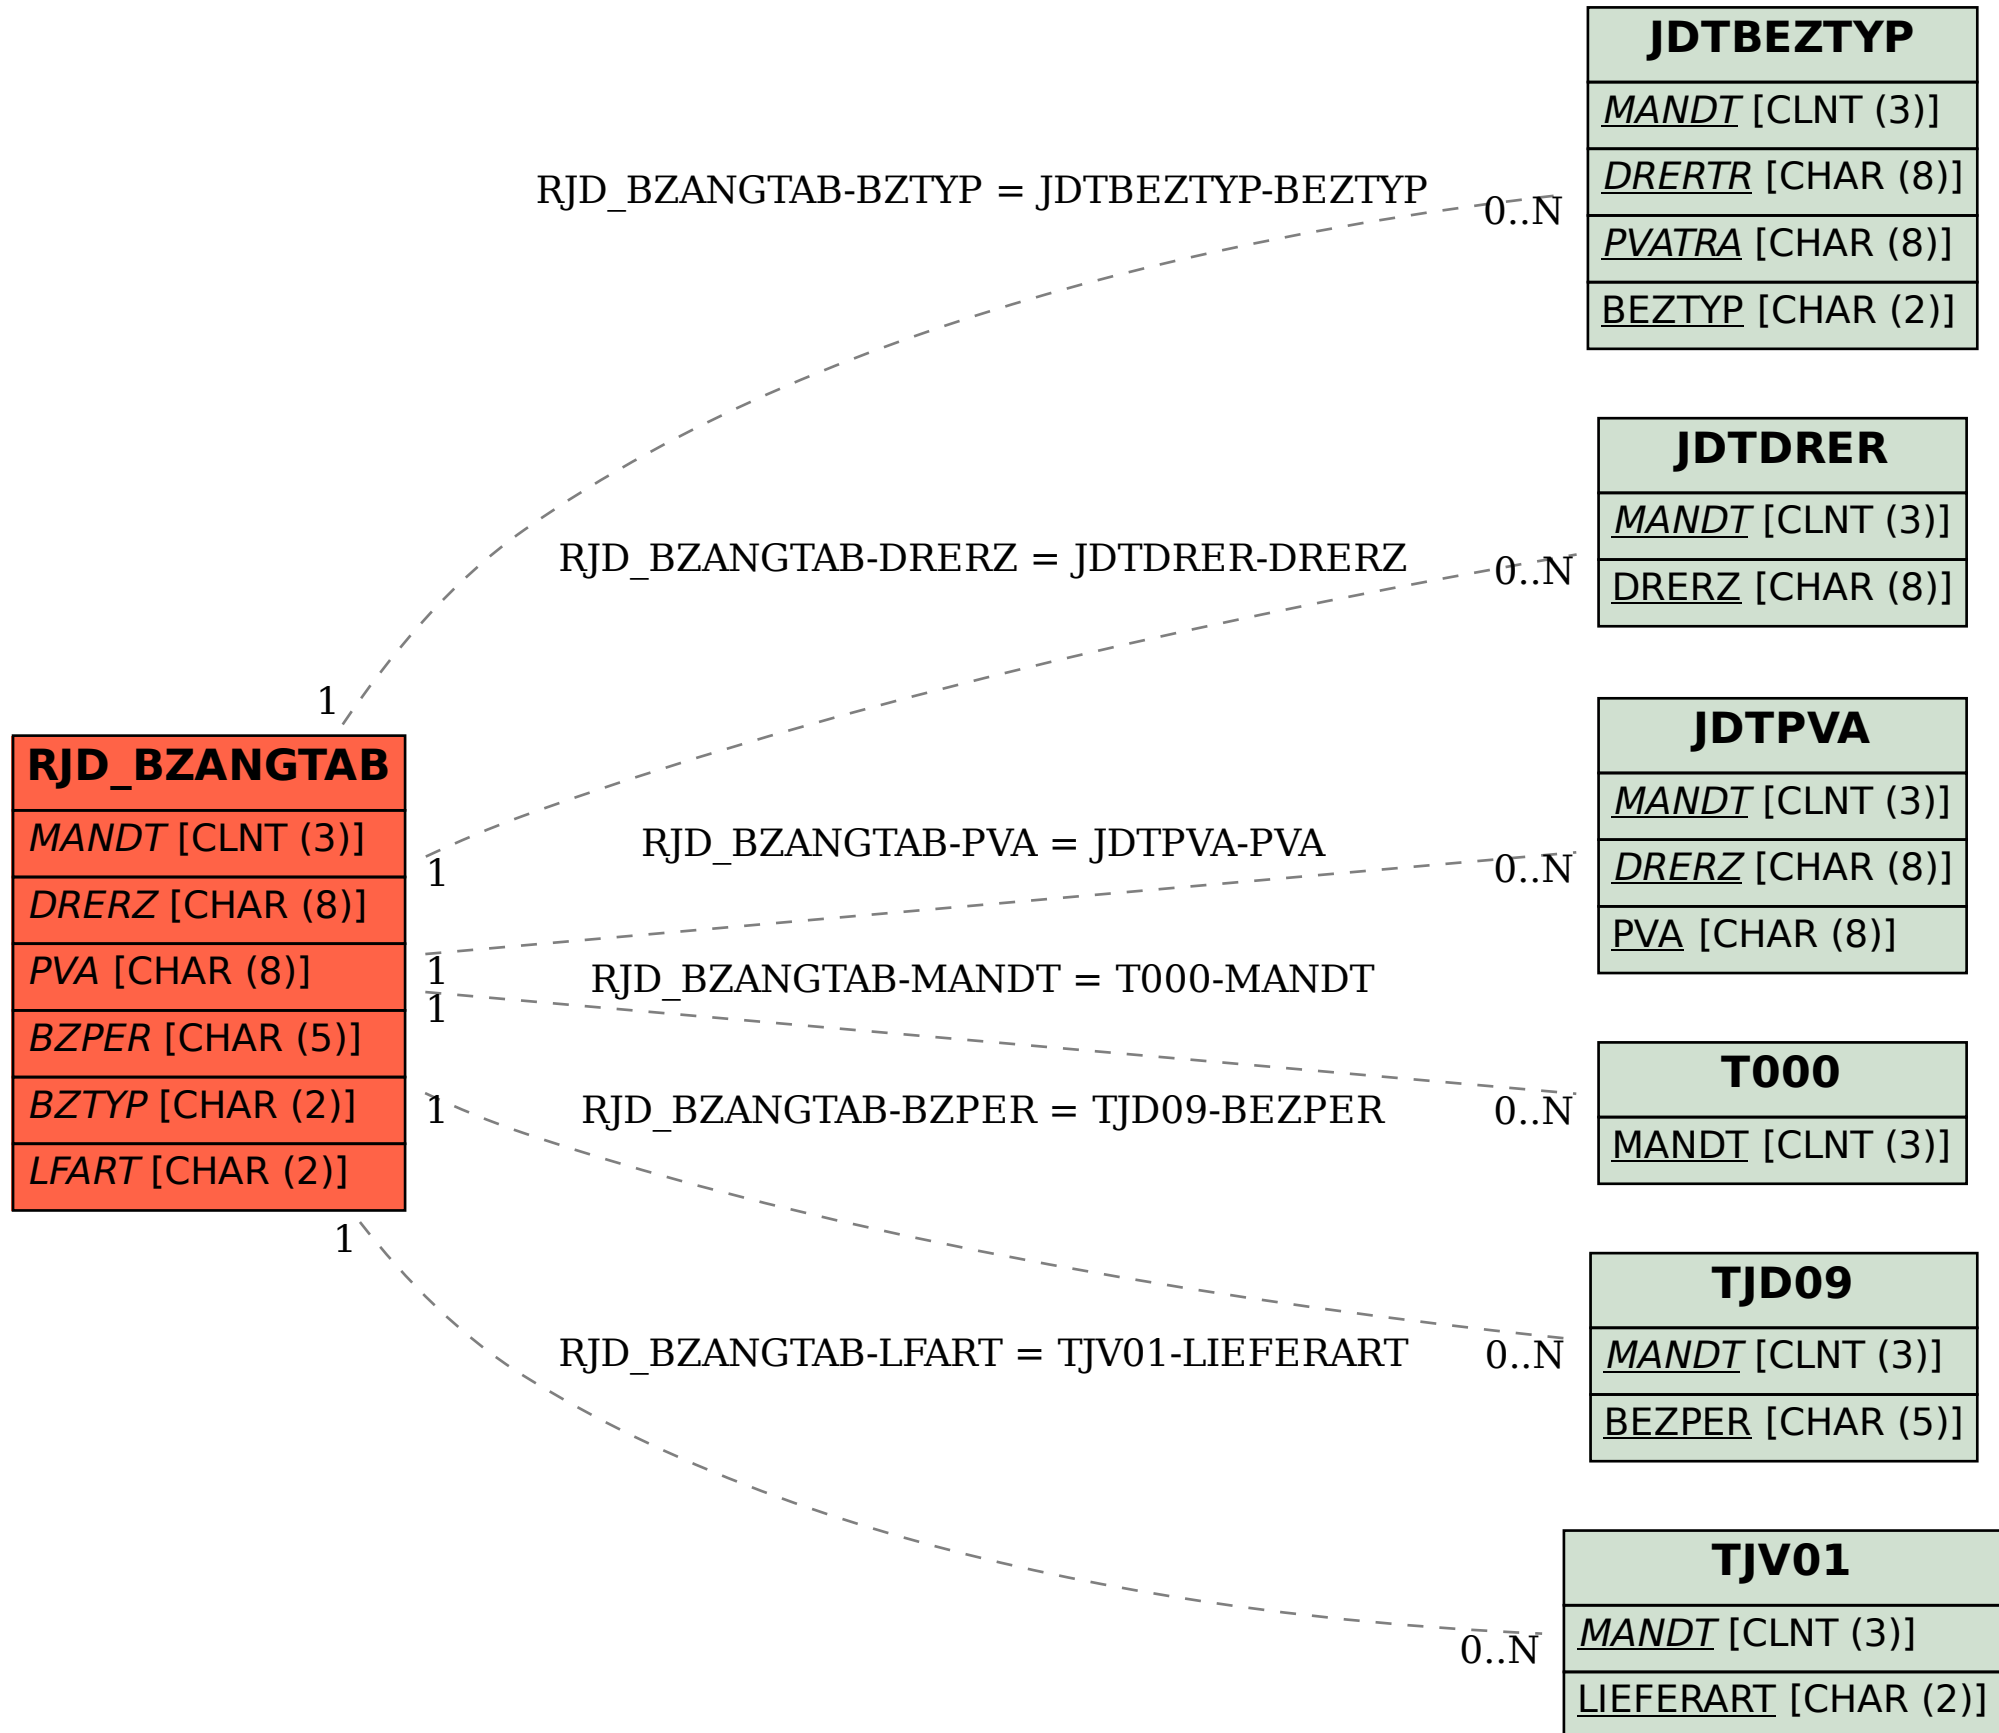 JDTBEZTYP
MANDT [CLNT (3)]
DRERTR [CHAR (8)]
PVATRA [CHAR (8)]
BEZTYP [CHAR (2)]
RJD_BZANGTAB-BZTYP = JDTBEZTYP-BEZTYP
0..N
1
JDTDRER
MANDT [CLNT (3)]
DRERZ [CHAR (8)]
RJD_BZANGTAB-DRERZ = JDTDRER-DRERZ
0..N
1
RJD_BZANGTAB
MANDT [CLNT (3)]
DRERZ [CHAR (8)]
PVA [CHAR (8)]
BZPER [CHAR (5)]
BZTYP [CHAR (2)]
LFART [CHAR (2)]
JDTPVA
MANDT [CLNT (3)]
DRERZ [CHAR (8)]
PVA [CHAR (8)]
RJD_BZANGTAB-PVA = JDTPVA-PVA
0..N
1
RJD_BZANGTAB-MANDT = T000-MANDT
1
0..N
T000
MANDT [CLNT (3)]
RJD_BZANGTAB-BZPER = TJD09-BEZPER
1
0..N
TJD09
MANDT [CLNT (3)]
BEZPER [CHAR (5)]
RJD_BZANGTAB-LFART = TJV01-LIEFERART
1
0..N
TJV01
MANDT [CLNT (3)]
LIEFERART [CHAR (2)]